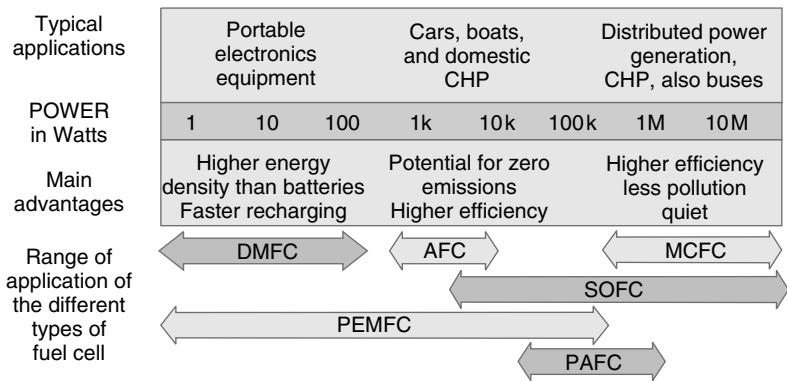 Typical
applications
Portable
electronics
equipment
Cars, boats,
and domestic
CHP
Distributed power
generation,
CHP, also buses
POWER
in Watts
1 10 100 1k 10k 100k 1M 10M
Main
advantages
Higher energy
density than batteries
Faster recharging
Potential for zero
emissions
Higher efficiency
Higher efficiency
less pollution
quiet
Range of
application of
the different
types of
fuel cell
DMFC
AFC
MCFC
SOFC
PEMFC
PAFC